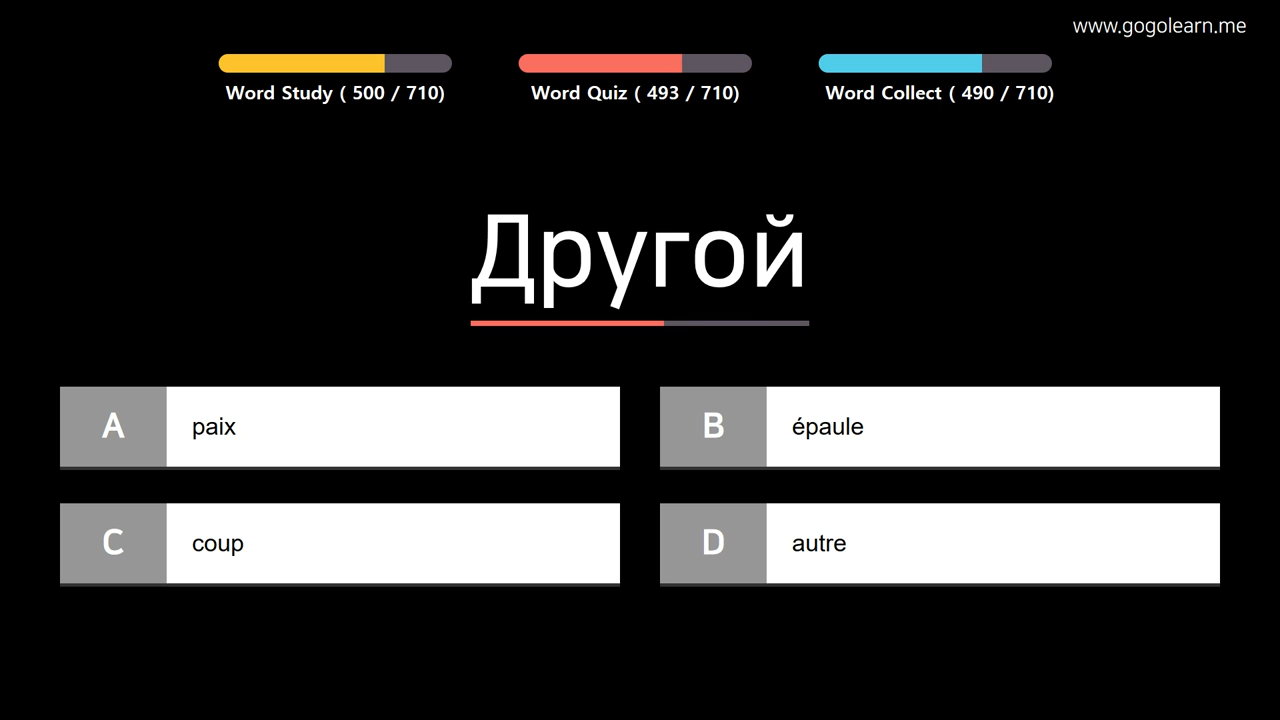 www.gogolearn.me
Word Study ( 500 / 710)
Word Quiz ( 493 / 710)
Word Collect ( 490 / 710)
Другой
A paix
B épaule
C coup
D autre